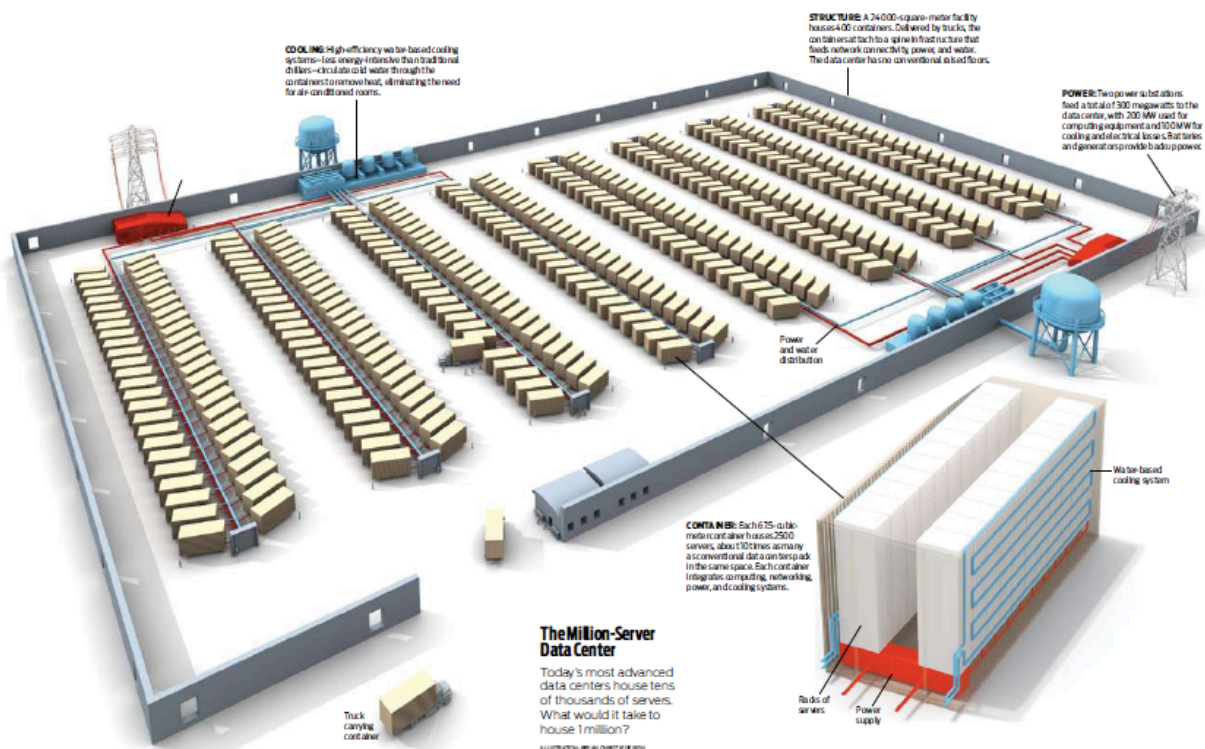 COOLING: High-efficiency water-based cooling
systems—less energy-intensive than traditional
chillers—circulate cold water through the
containers to remove heat, eliminating the need
for air-conditioned rooms.
STRUCTURE: A 24000-square-meter facility
houses 400 containers. Delivered by trucks, the
containers attach to a spine infrastructure that
feeds network connectivity, power, and water.
The data center has no conventional raised floors.
POWER: Two power substations
feed a total of 300 megawatts to the
data center, with 200 MW used for
computing equipment and 100 MW for
cooling and electrical losses. Batteries
and generators provide backup power.
Power
and water
distribution
CONTAINER: Each 67.5-cubic-
meter container houses 2500
servers, about 10 times as many
as conventional data centers pack
in the same space. Each container
integrates computing, networking,
power, and cooling systems.
Water-based
cooling system
Racks of
servers
Power
supply
The Million-Server
Data Center
Today's most advanced
data centers house tens
of thousands of servers.
What would it take to
house 1 million?
Truck
carrying
container